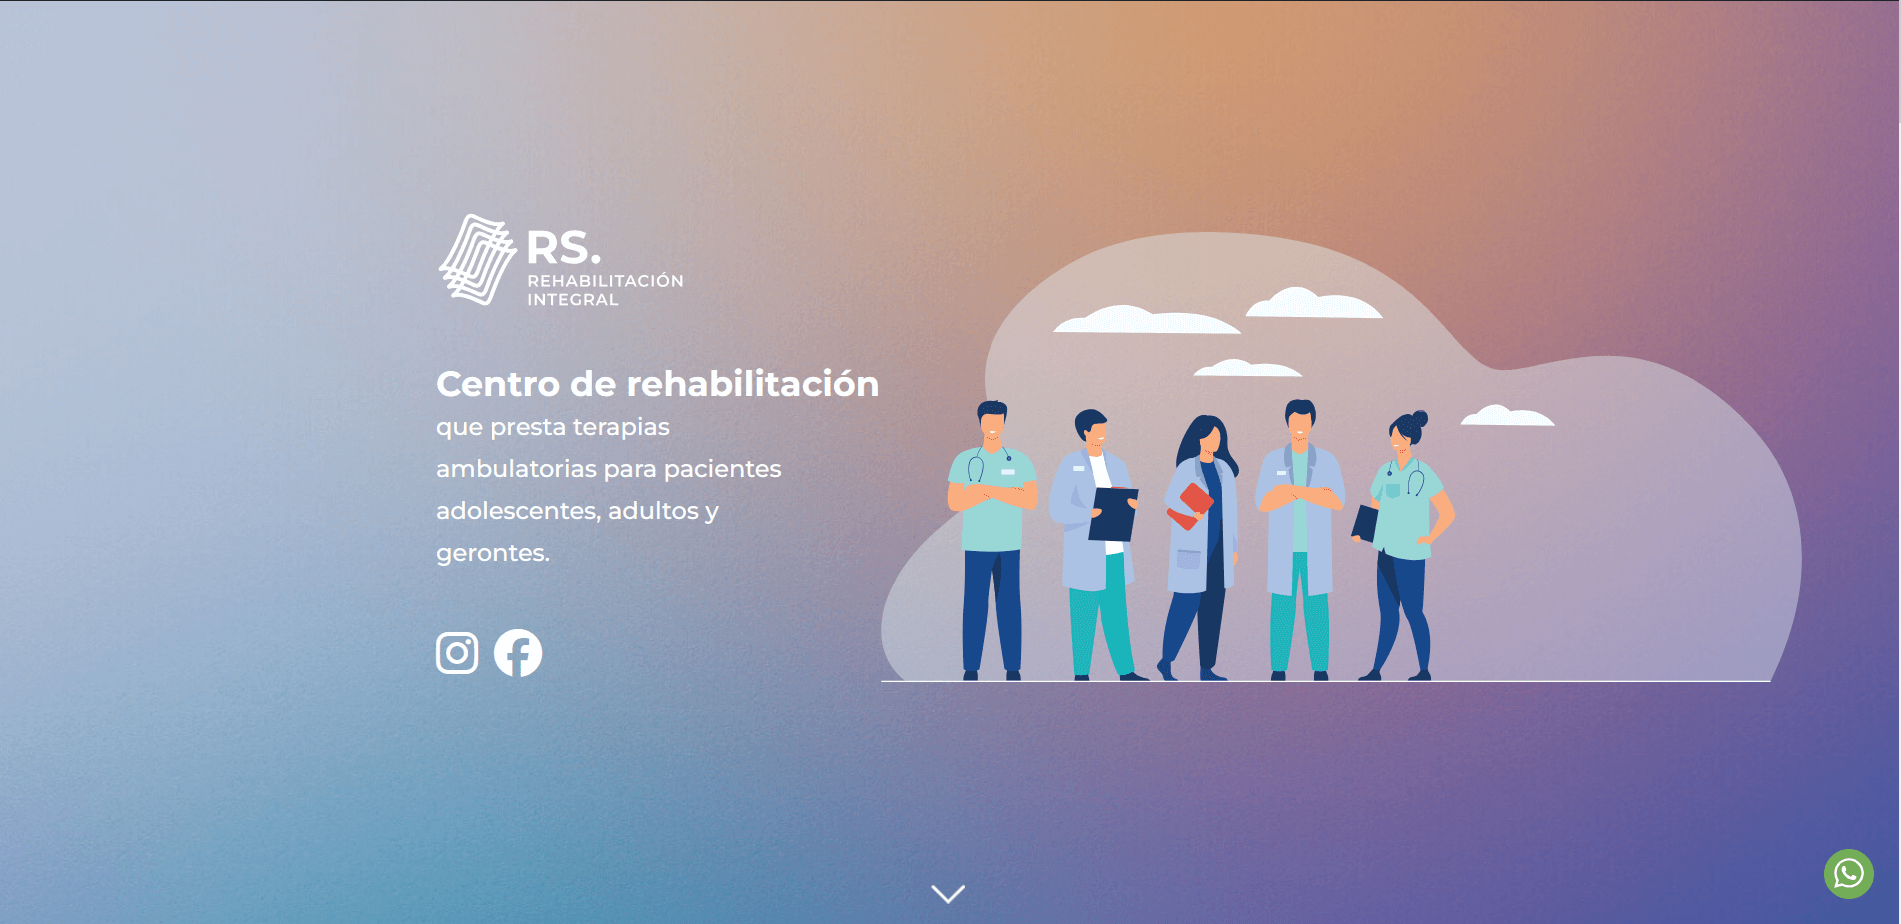 RS.
REHABILITACIÓN
INTEGRAL
Centro de rehabilitación
que presta terapias
ambulatorias para pacientes
adolescentes, adultos y
gerontes.